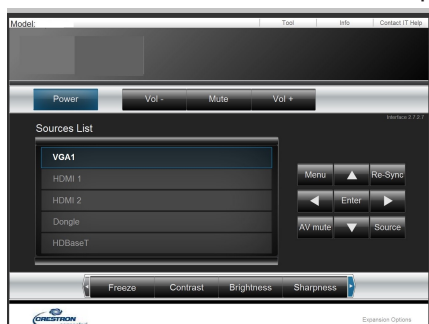 Model:
Tool Info Contact IT Help
Power Vol - Mute Vol +
Interface 2.7.2.7
Sources List
VGA1
HDMI 1
HDMI 2
Dongle
HDBaseT
Menu Re-Sync
Enter
AV mute Source
Freeze Contrast Brightness Sharpness
CRESTRON
Expansion Options